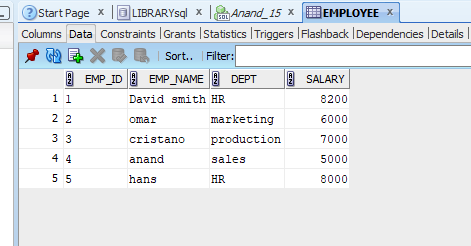 Start Page x LIBRARYsql x Anand_15 x EMPLOYEE x
Columns Data Constraints Grants Statistics Triggers Flashback Dependencies Details
Sort.. Filter:
EMP_ID EMP_NAME DEPT SALARY
1 1 David smith HR 8200
2 2 omar marketing 6000
3 3 cristano production 7000
4 4 anand sales 5000
5 5 hans HR 8000